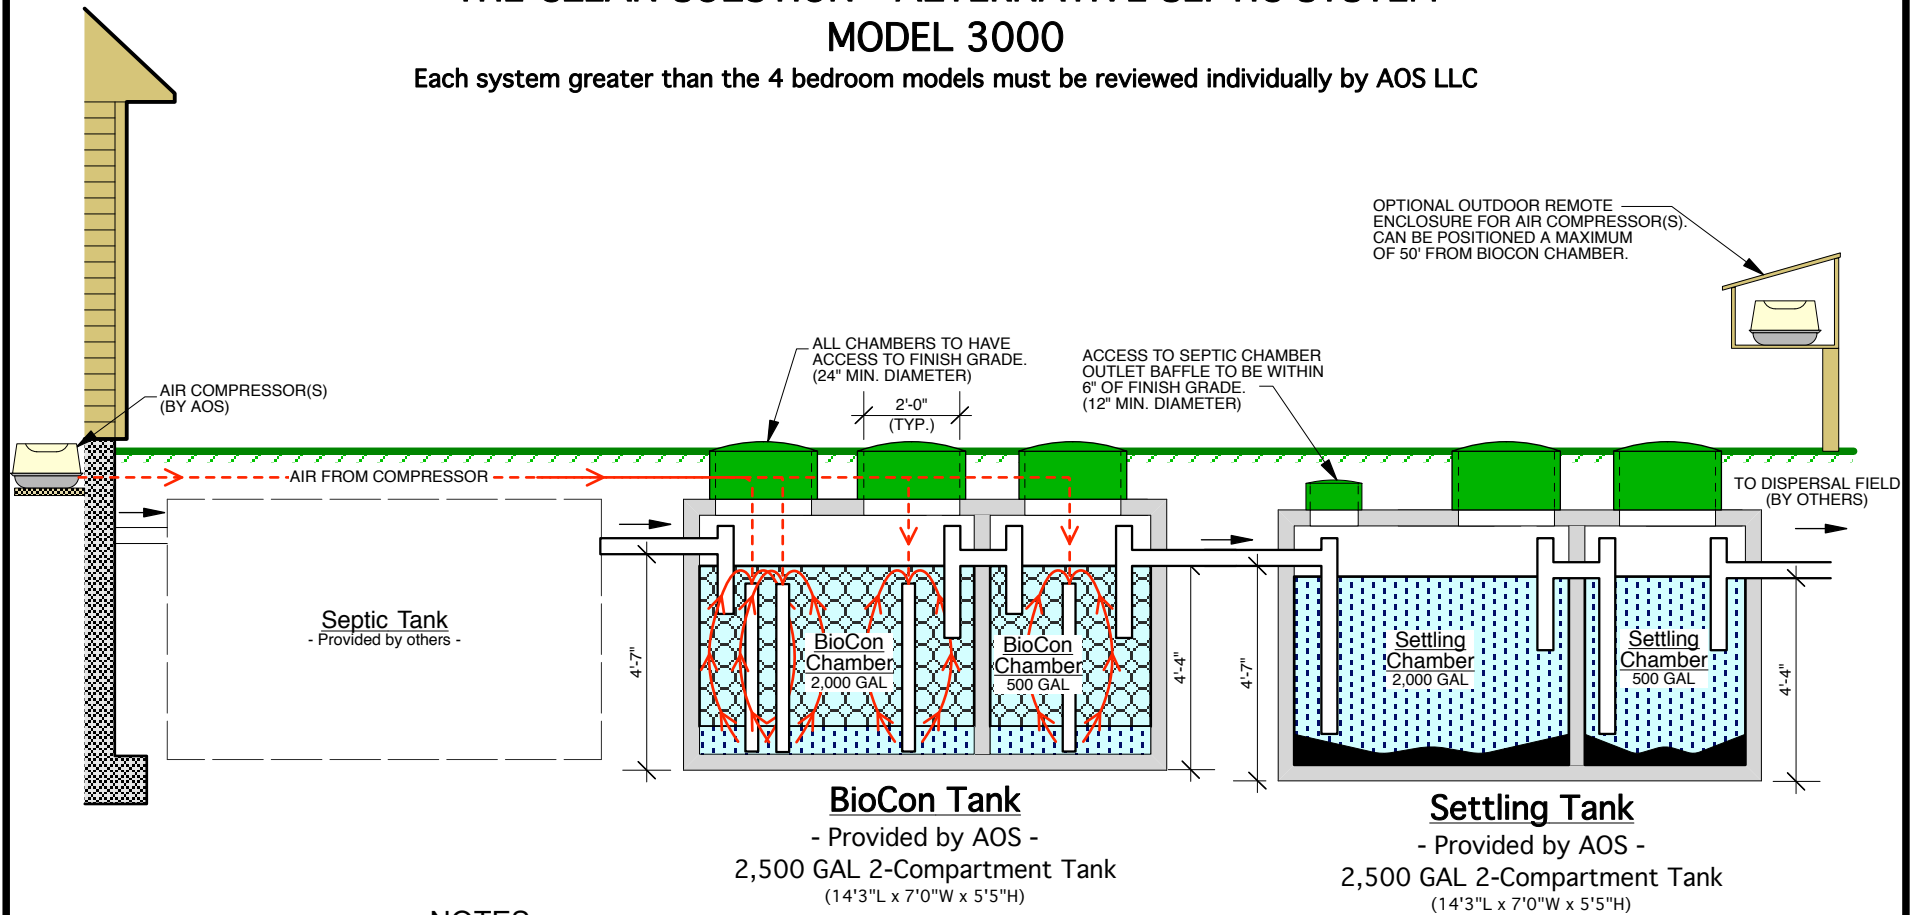 THE CLEAN SOLUTION - ALTERNATIVE SEPTIC SYSTEM
MODEL 3000
Each system greater than the 4 bedroom models must be reviewed individually by AOS LLC
OPTIONAL OUTDOOR REMOTE
ENCLOSURE FOR AIR COMPRESSOR(S).
CAN BE POSITIONED A MAXIMUM
OF 50' FROM BIOCON CHAMBER.
ALL CHAMBERS TO HAVE
ACCESS TO FINISH GRADE.
(24" MIN. DIAMETER)
ACCESS TO SEPTIC CHAMBER
OUTLET BAFFLE TO BE WITHIN
6" OF FINISH GRADE.
(12" MIN. DIAMETER)
AIR COMPRESSOR(S)
(BY AOS)
2'-0"
(TYP.)
AIR FROM COMPRESSOR
TO DISPERSAL FIELD
(BY OTHERS)
Septic Tank
- Provided by others -
4'-7"
BioCon
Chamber
2,000 GAL
BioCon
Chamber
500 GAL
4'-4"
4'-7"
Settling
Chamber
2,000 GAL
Settling
Chamber
500 GAL
4'-4"
BioCon Tank
- Provided by AOS -
2,500 GAL 2-Compartment Tank
(14'3"L x 7'0"W x 5'5"H)
Settling Tank
- Provided by AOS -
2,500 GAL 2-Compartment Tank
(14'3"L x 7'0"W x 5'5"H)
NOTES